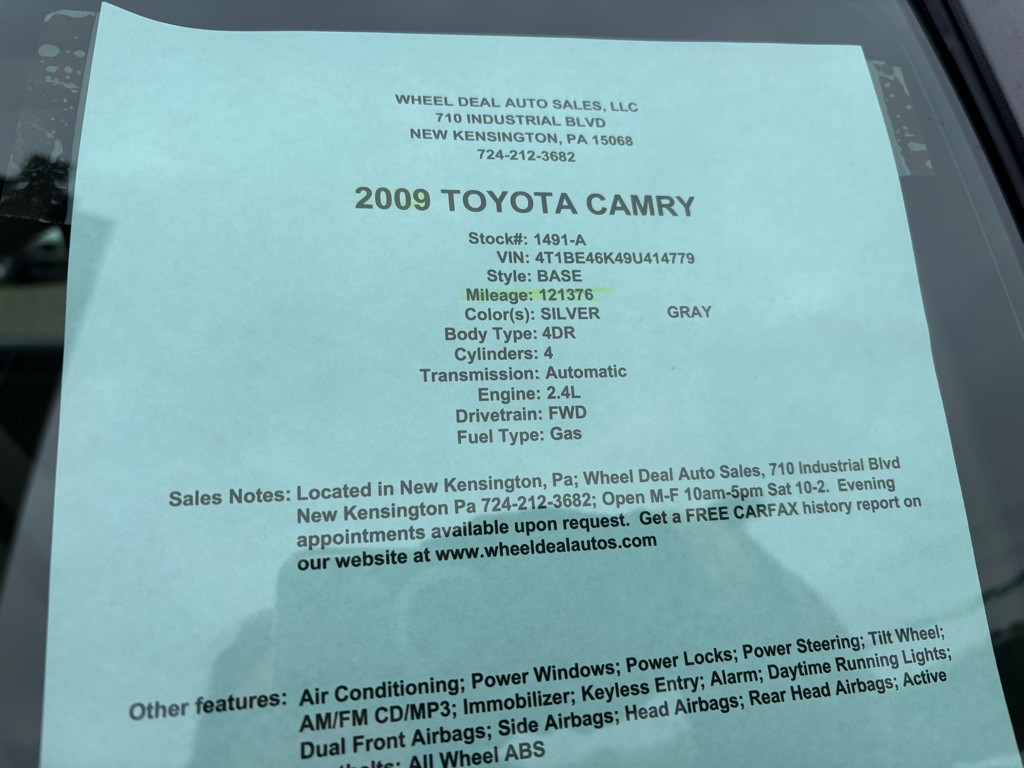 WHEEL DEAL AUTO SALES, LLC
710 INDUSTRIAL BLVD
NEW KENSINGTON, PA 15068
724-212-3682
2009 TOYOTA CAMRY
Stock#: 1491-A
VIN: 4T1BE46K49U414779
Style: BASE
Mileage: 121376
Color(s): SILVER GRAY
Body Type: 4DR
Cylinders: 4
Transmission: Automatic
Engine: 2.4L
Drivetrain: FWD
Fuel Type: Gas
Sales Notes: Located in New Kensington, Pa; Wheel Deal Auto Sales, 710 Industrial Blvd
New Kensington Pa 724-212-3682; Open M-F 10am-5pm Sat 10-2. Evening
appointments available upon request. Get a FREE CARFAX history report on
our website at www.wheeldealautos.com
Other features: Air Conditioning; Power Windows; Power Locks; Power Steering; Tilt Wheel;
AM/FM CD/MP3; Immobilizer; Keyless Entry; Alarm; Daytime Running Lights;
Dual Front Airbags; Side Airbags; Head Airbags; Rear Head Airbags; Active
All Wheel ABS